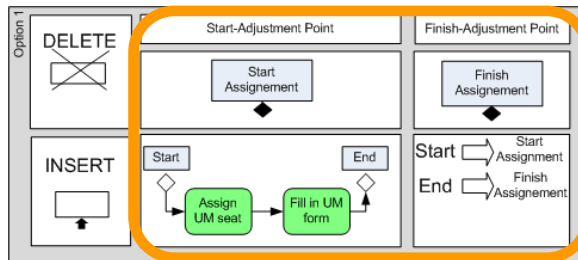 Option 1
DELETE
Start-Adjustment Point
Finish-Adjustment Point
Start
Assignement
Finish
Assignement
INSERT
Start
End
Assign
UM seat
Fill in UM
form
Start
Start
Assignment
End
Finish
Assignement